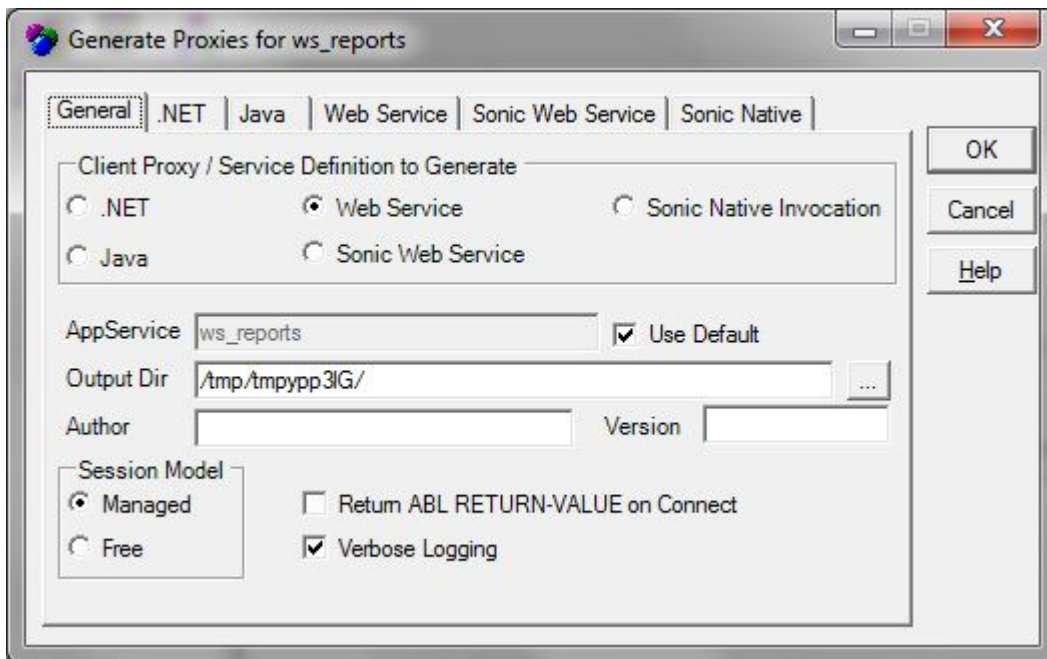 Generate Proxies for ws_reports
General .NET Java Web Service Sonic Web Service Sonic Native
Client Proxy / Service Definition to Generate
.NET Web Service Sonic Native Invocation
Java Sonic Web Service
OK
Cancel
Help
AppService ws_reports Use Default
Output Dir /tmp/tmpypp3IG/ ...
Author Version
Session Model
Managed Return ABL RETURN-VALUE on Connect
Free Verbose Logging